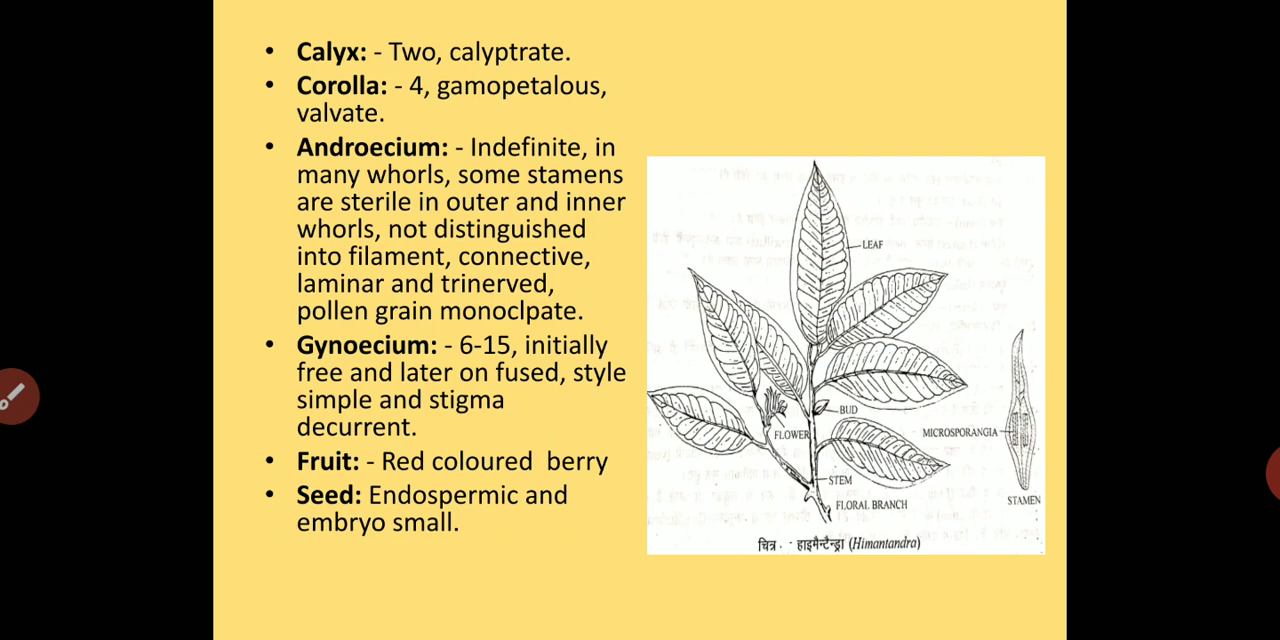 • Calyx: - Two, calyptrate.
• Corolla: - 4, gamopetalous,
valvate.
• Androecium: - Indefinite, in
many whorls, some stamens
are sterile in outer and inner
whorls, not distinguished
into filament, connective,
laminar and trinerved,
pollen grain monoclpate.
• Gynoecium: - 6-15, initially
free and later on fused, style
simple and stigma
decurrent.
• Fruit: - Red coloured berry
• Seed: Endospermic and
embryo small.
LEAF
BUD
FLOWER
MICROSPORANGIA
STEM
STAMEN
FLORAL BRANCH
चित्र . · हाइमैन्टैन्ड्रा (Himantandra)